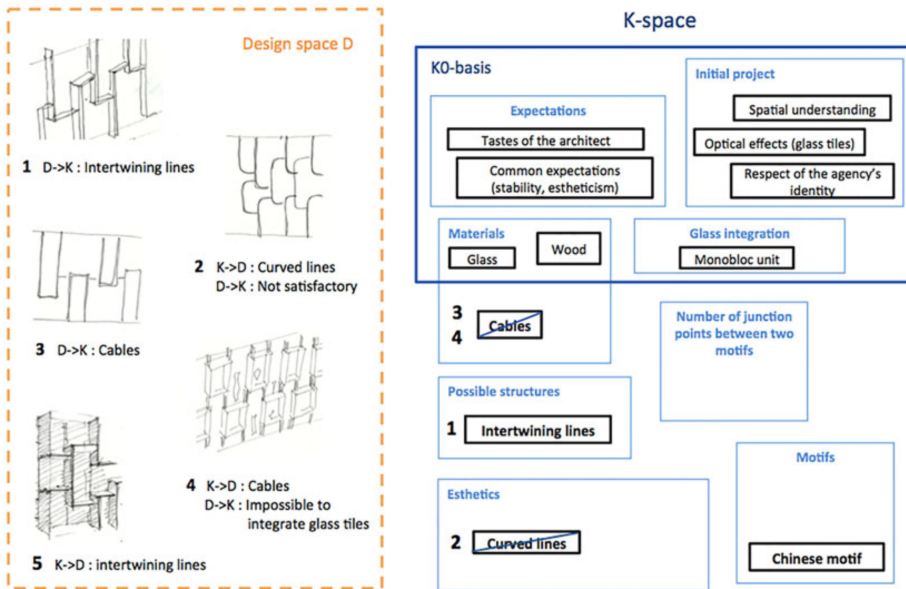 Design space D
1 D->K : Intertwining lines
2 K->D : Curved lines
D->K : Not satisfactory
3 D->K : Cables
4 K->D : Cables
D->K : Impossible to
integrate glass tiles
5 K->D : intertwining lines
K-space
K0-basis
Expectations
Tastes of the architect
Common expectations
(stability, estheticism)
Initial project
Spatial understanding
Optical effects (glass tiles)
Respect of the agency's
identity
Materials
Glass
Wood
Glass integration
Monobloc unit
3
4
Cables
Number of junction
points between two
motifs
Possible structures
1
Intertwining lines
Esthetics
2
Curved lines
Motifs
Chinese motif